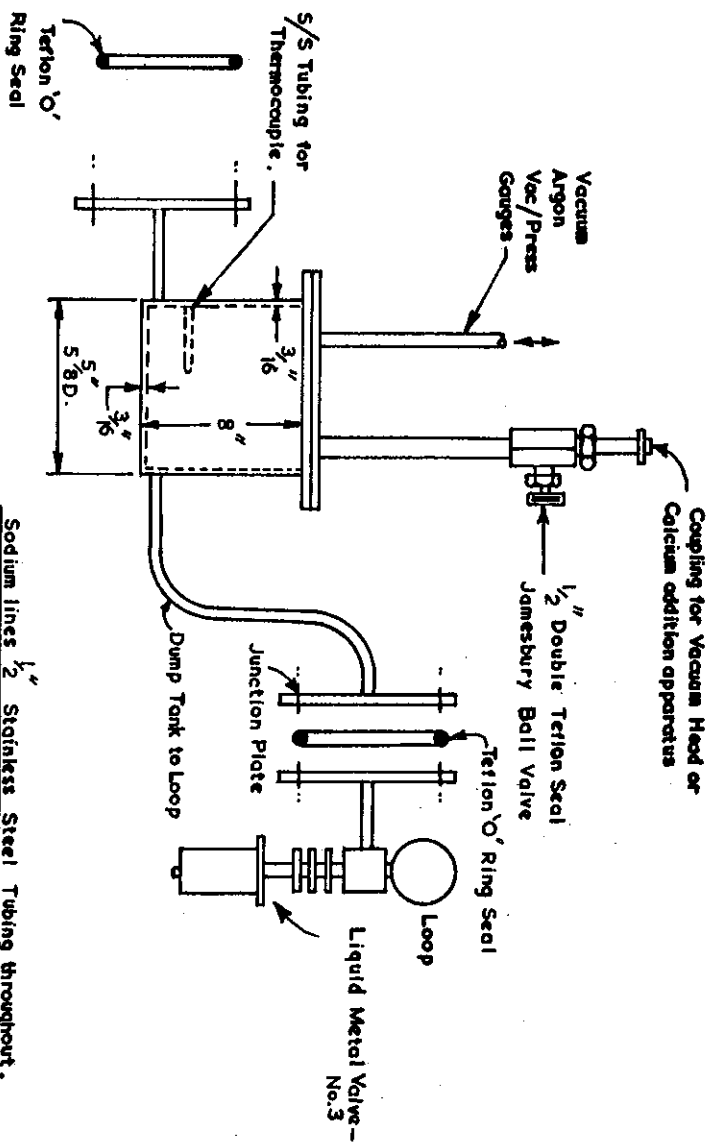 Teflon 'O'
Ring Seal
S/S Tubing for
Thermocouple.
Vacuum
Argon
Vac/Press
Gauges
Coupling for Vacuum Head or
Calcium addition apparatus
1/2" Double Teflon Seal
Jamesbury Ball Valve
3/16"
8"
3/16"
5 5/8" D.
Teflon 'O' Ring Seal
Junction Plate
Dump Tank to Loop
Loop
Liquid Metal Valve –
No.3
Sodium lines 1/2" Stainless Steel Tubing throughout.